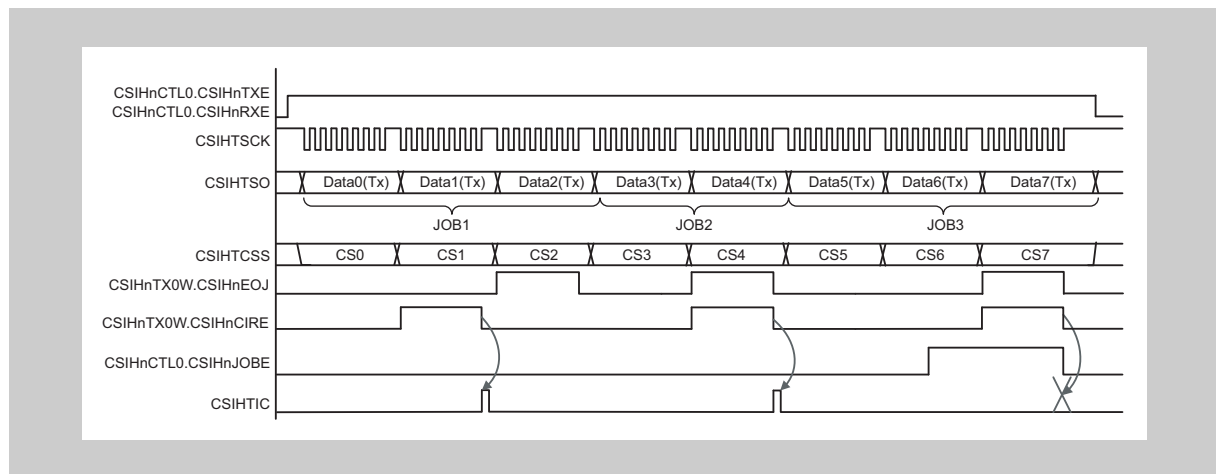 CSIHnCTL0.CSIHnTXE
CSIHnCTL0.CSIHnRXE
CSIHTSCK
CSIHTSO Data0(Tx) Data1(Tx) Data2(Tx) Data3(Tx) Data4(Tx) Data5(Tx) Data6(Tx) Data7(Tx)
JOB1 JOB2 JOB3
CSIHTCSS CS0 CS1 CS2 CS3 CS4 CS5 CS6 CS7
CSIHnTX0W.CSIHnEOJ
CSIHnTX0W.CSIHnCIRE
CSIHnCTL0.CSIHnJOBE
CSIHTIC